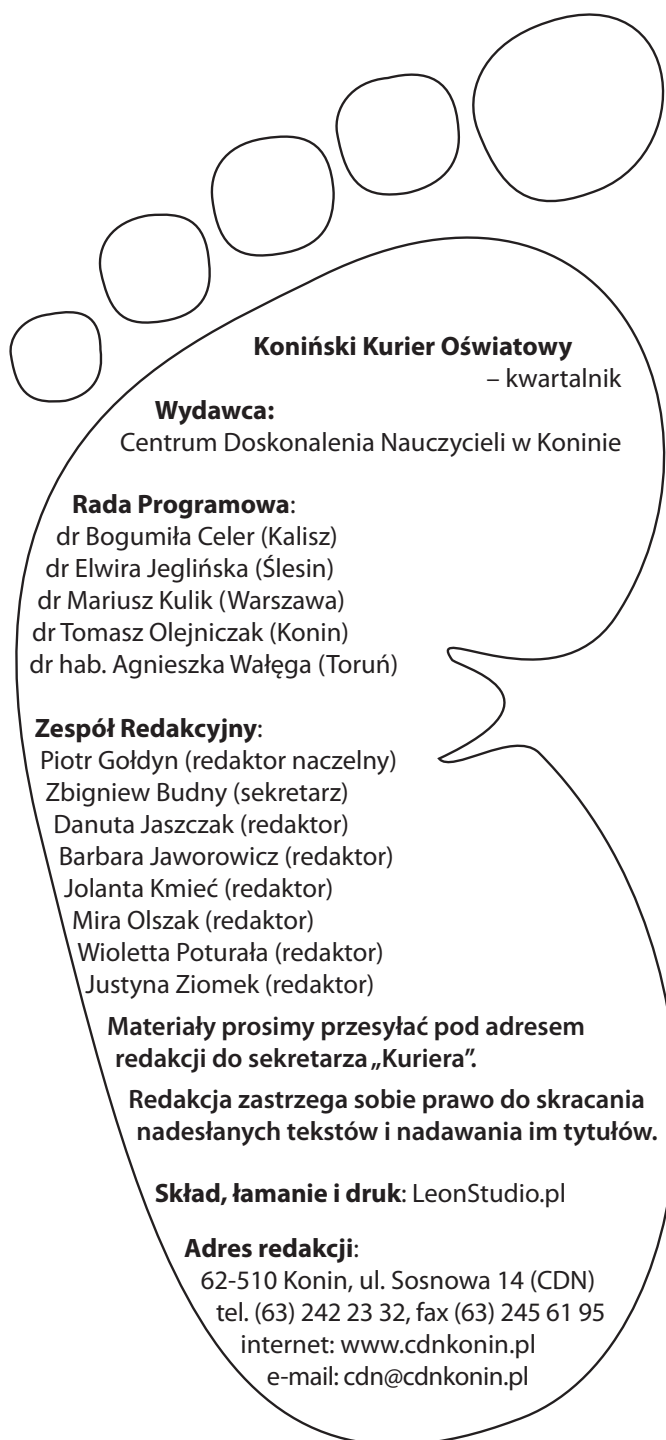 Koniński Kurier Oświatowy
– kwartalnik
Wydawca:
Centrum Doskonalenia Nauczycieli w Koninie
Rada Programowa:
dr Bogumiła Celer (Kalisz)
dr Elwira Jeglińska (Ślesin)
dr Mariusz Kulik (Warszawa)
dr Tomasz Olejniczak (Konin)
dr hab. Agnieszka Wałęga (Toruń)
Zespół Redakcyjny:
Piotr Gołdyn (redaktor naczelny)
Zbigniew Budny (sekretarz)
Danuta Jaszczak (redaktor)
Barbara Jaworowicz (redaktor)
Jolanta Kmieć (redaktor)
Mira Olszak (redaktor)
Wioletta Poturała (redaktor)
Justyna Ziomek (redaktor)
Materiały prosimy przesyłać pod adresem
redakcji do sekretarza „Kuriera”.
Redakcja zastrzega sobie prawo do skracania
nadesłanych tekstów i nadawania im tytułów.
Skład, łamanie i druk: LeonStudio.pl
Adres redakcji:
62-510 Konin, ul. Sosnowa 14 (CDN)
tel. (63) 242 23 32, fax (63) 245 61 95
internet: www.cdnkonin.pl
e-mail: cdn@cdnkonin.pl